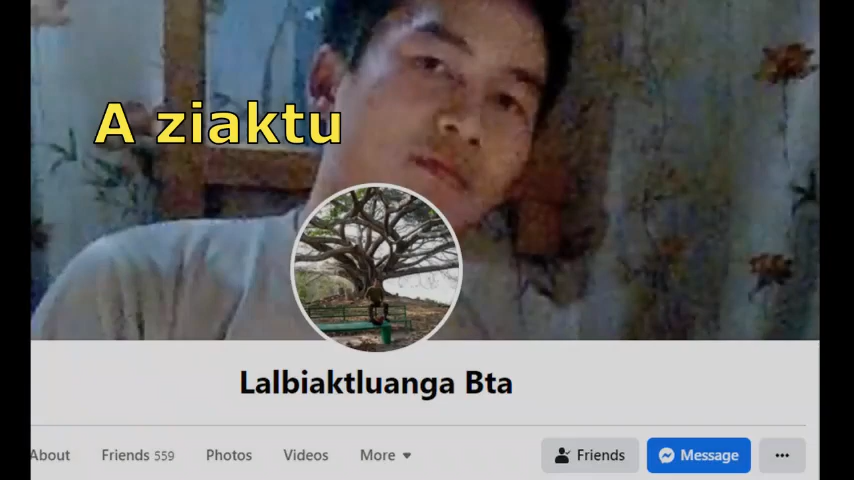 A ziaktu
Lalbiaktluanga Bta
About Friends 559 Photos Videos More Friends Message